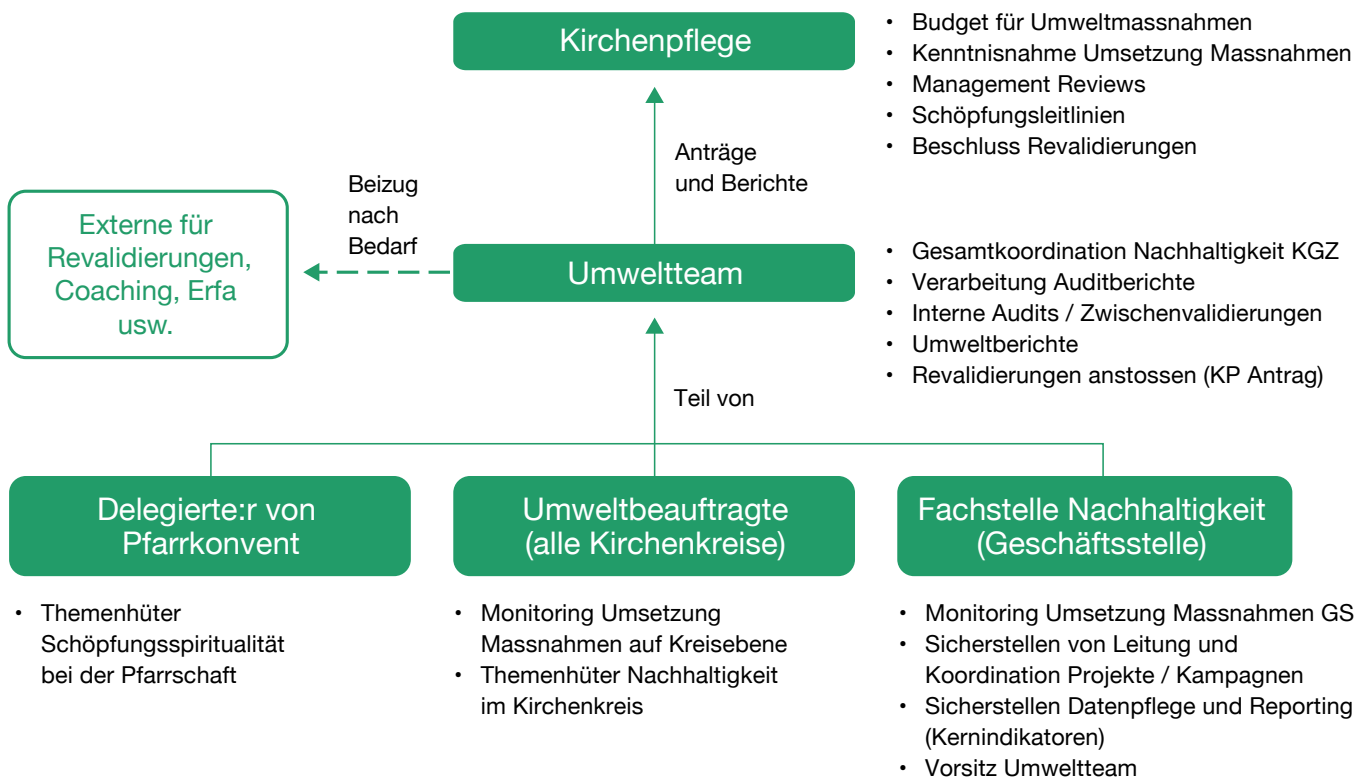 Kirchenpflege
• Budget für Umweltmassnahmen
• Kenntnisnahme Umsetzung Massnahmen
• Management Reviews
• Schöpfungsleitlinien
• Beschluss Revalidierungen
Anträge
und Berichte
Beizug
nach
Bedarf
Externe für
Revalidierungen,
Coaching, Erfa
usw.
Umweltteam
• Gesamtkoordination Nachhaltigkeit KGZ
• Verarbeitung Auditberichte
• Interne Audits / Zwischenvalidierungen
• Umweltberichte
• Revalidierungen anstossen (KP Antrag)
Teil von
Delegierte:r von
Pfarrkonvent
• Themenhüter
Schöpfungsspiritualität
bei der Pfarrschaft
Umweltbeauftragte
(alle Kirchenkreise)
• Monitoring Umsetzung
Massnahmen auf Kreisebene
• Themenhüter Nachhaltigkeit
im Kirchenkreis
Fachstelle Nachhaltigkeit
(Geschäftsstelle)
• Monitoring Umsetzung Massnahmen GS
• Sicherstellen von Leitung und
Koordination Projekte / Kampagnen
• Sicherstellen Datenpflege und Reporting
(Kernindikatoren)
• Vorsitz Umweltteam